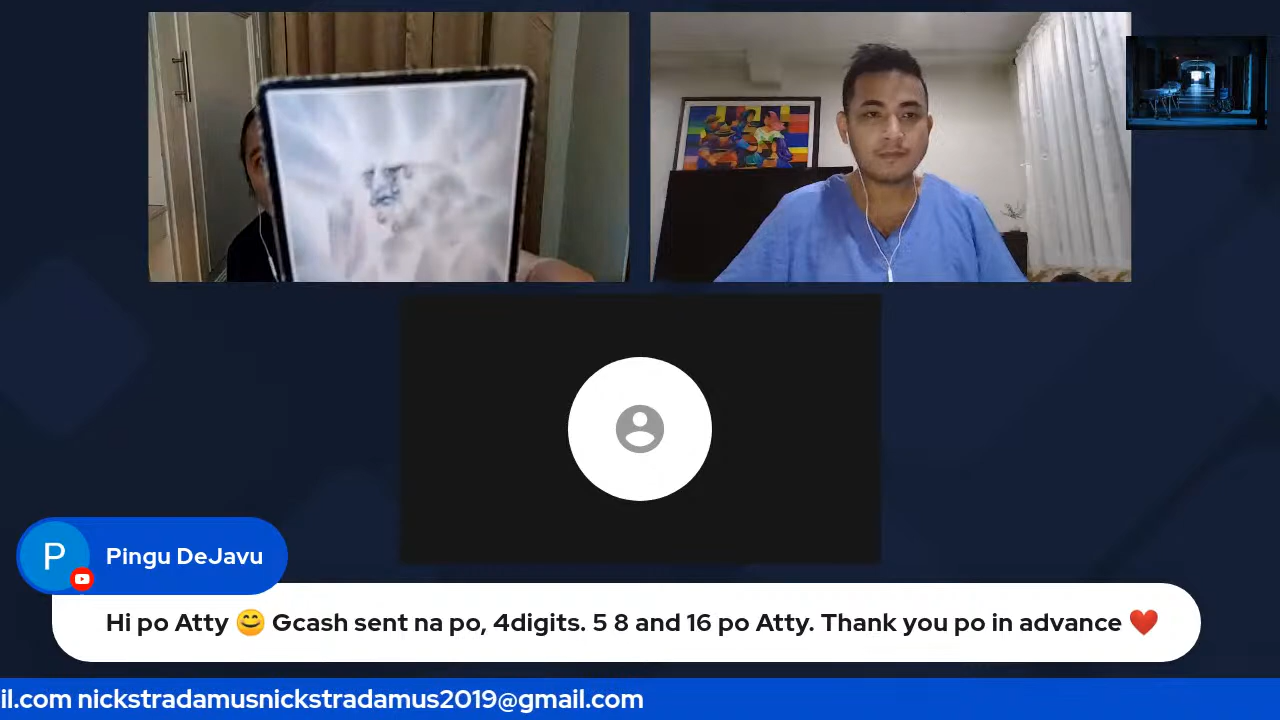 P
Pingu DeJavu
Hi po Atty 😊 Gcash sent na po, 4digits. 5 8 and 16 po Atty. Thank you po in advance ❤️
il.com nickstradamusnickstradamus2019@gmail.com